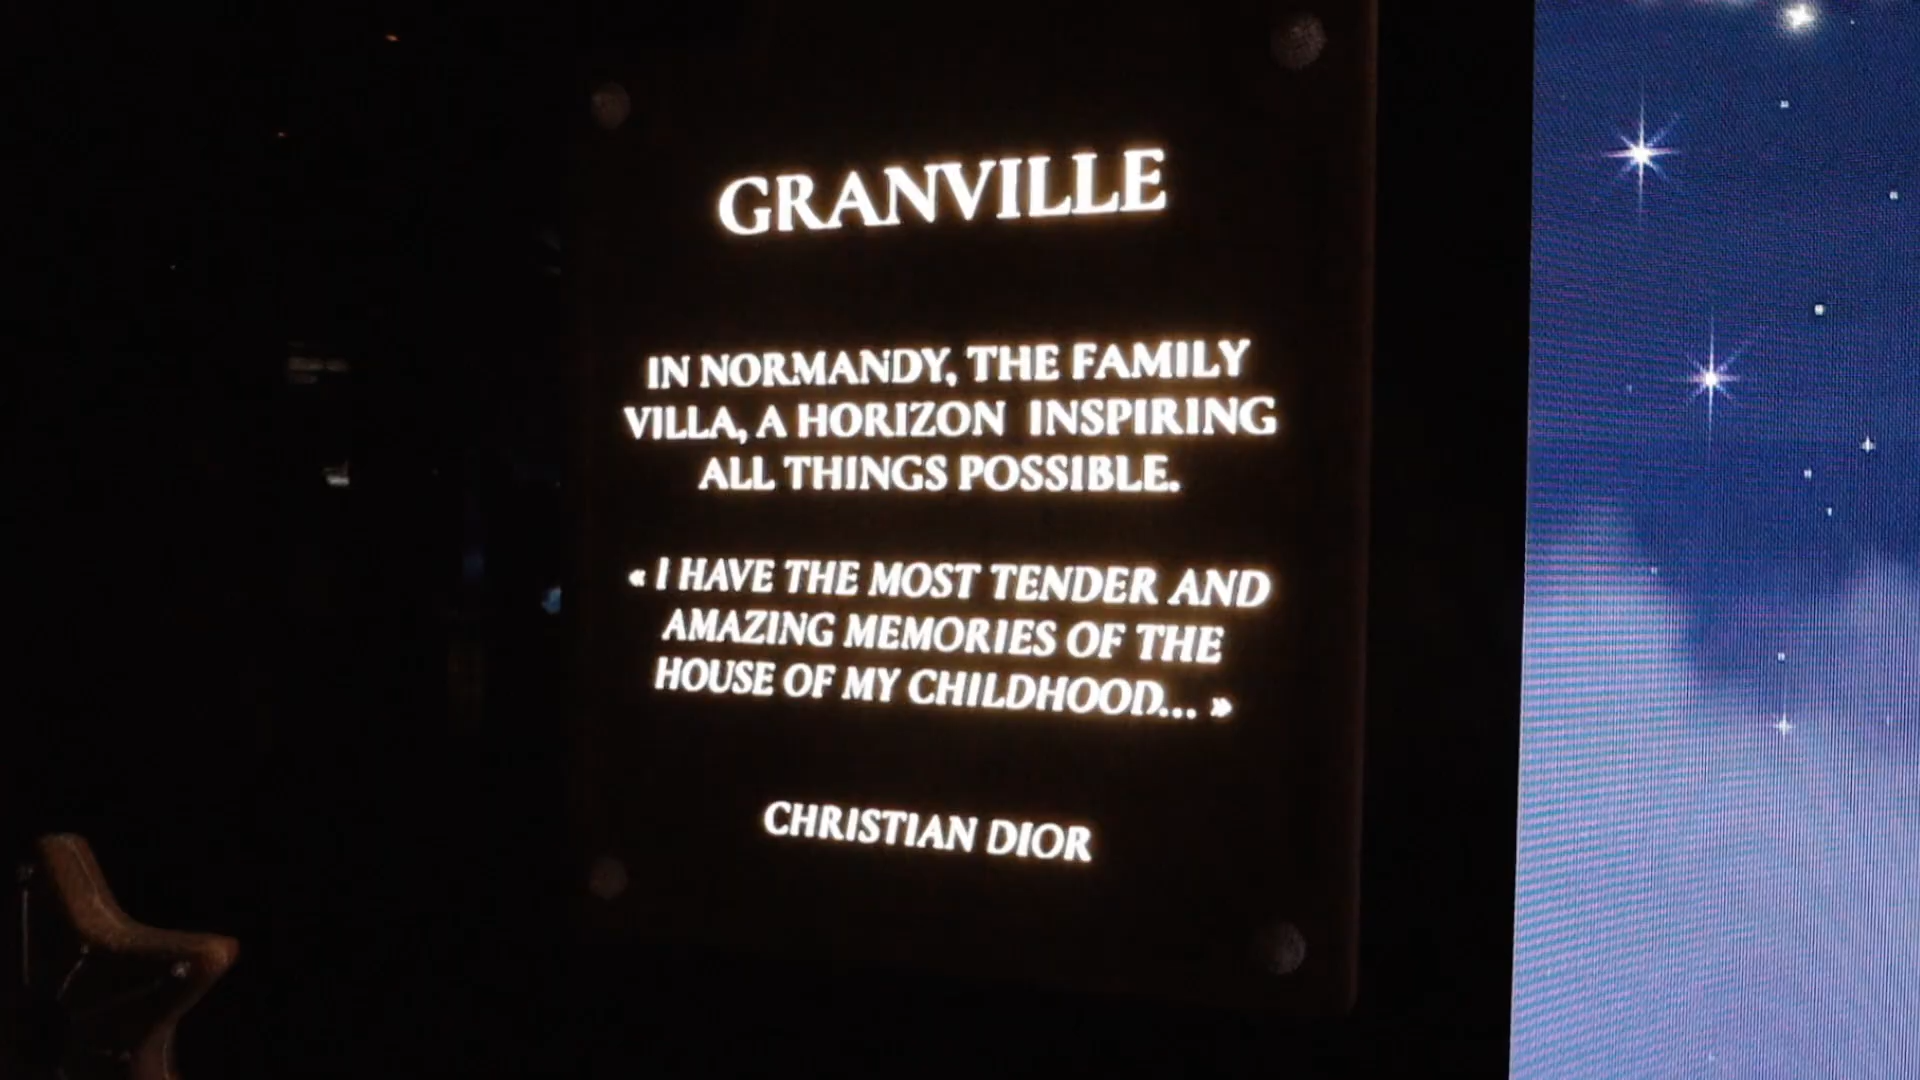 GRANVILLE
IN NORMANDY, THE FAMILY
VILLA, A HORIZON INSPIRING
ALL THINGS POSSIBLE.
« I HAVE THE MOST TENDER AND
AMAZING MEMORIES OF THE
HOUSE OF MY CHILDHOOD... »
CHRISTIAN DIOR